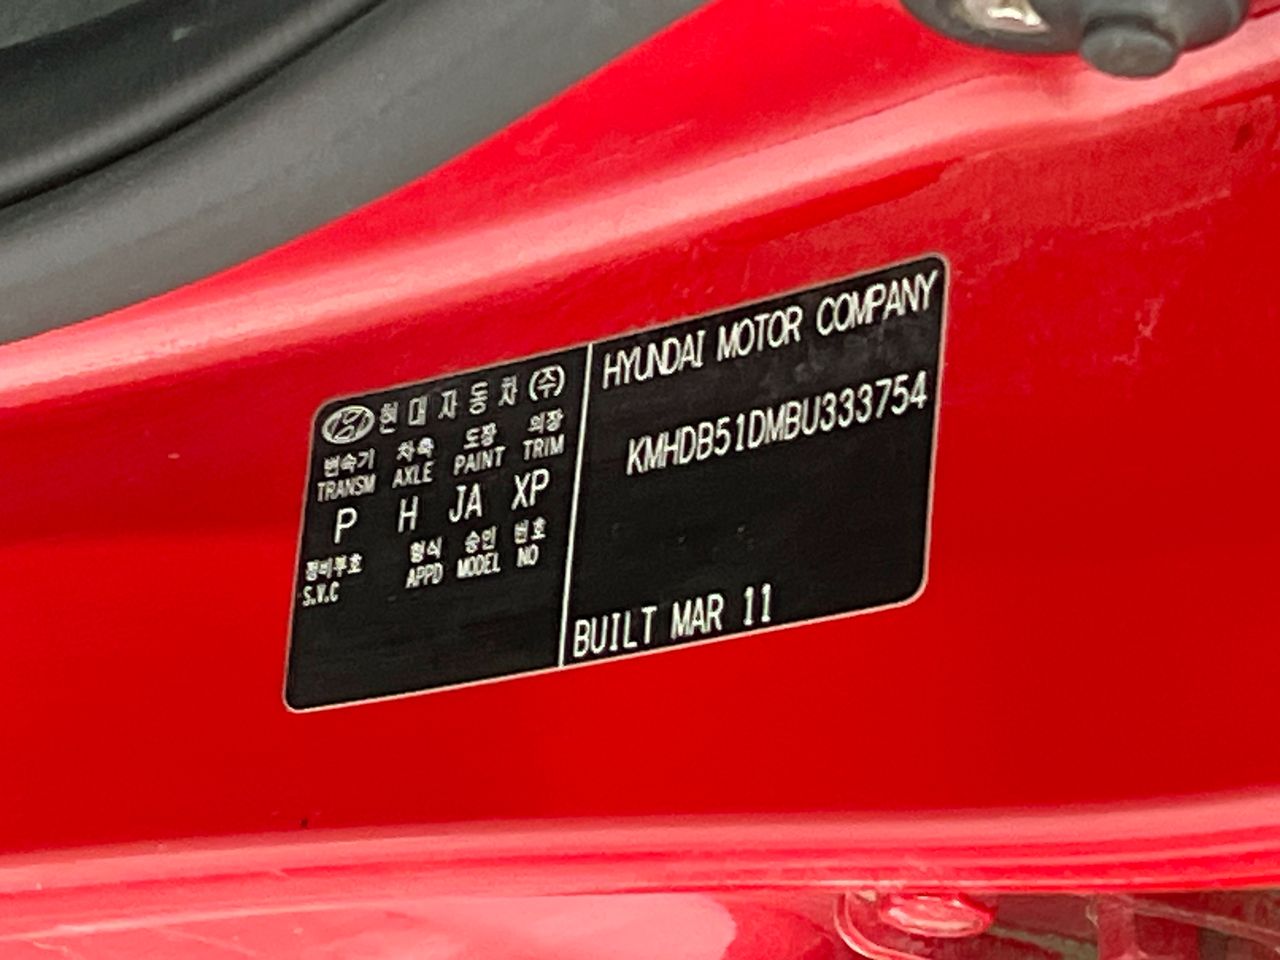 현대자동차(주)
변속기 차축 도장 의장
TRANSM AXLE PAINT TRIM
P H JA XP
정비부호 형식 승인 번호
S.V.C APPD MODEL NO
HYUNDAI MOTOR COMPANY
KMHDB51DMBU333754
BUILT MAR 11